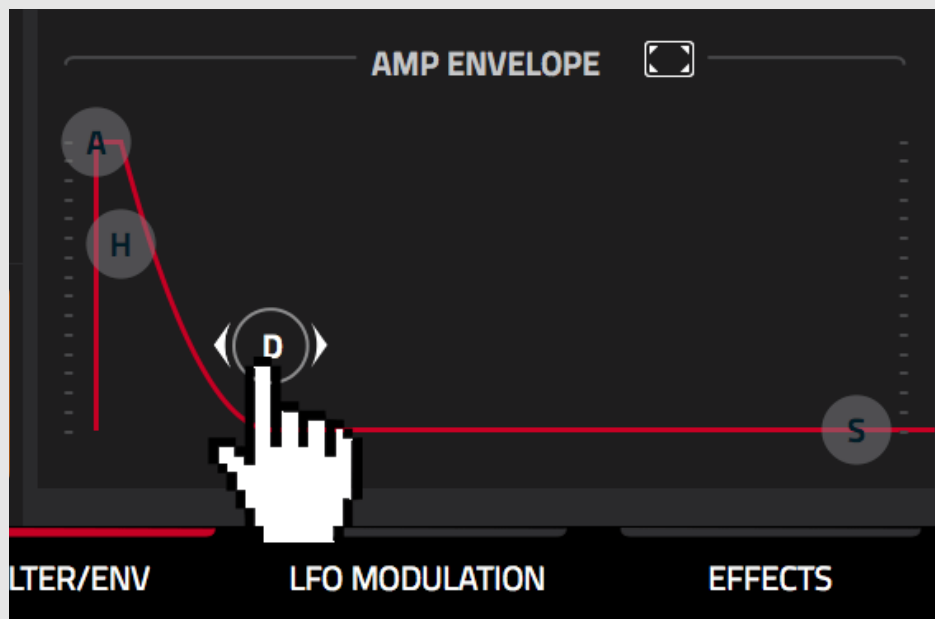 AMP ENVELOPE
A
H
D
S
LTER/ENV LFO MODULATION EFFECTS